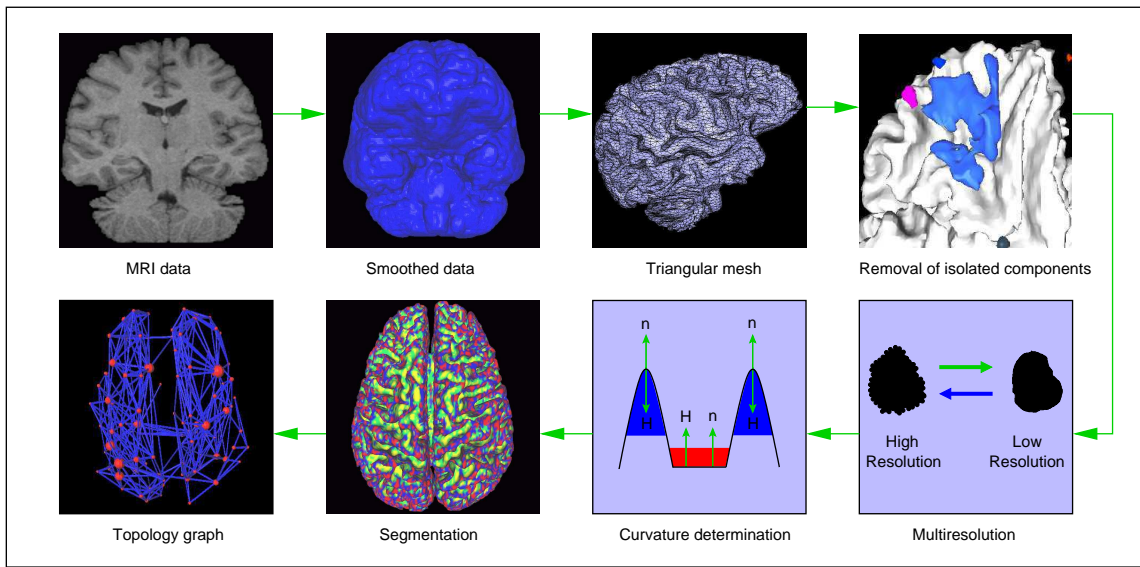 MRI data
Smoothed data
Triangular mesh
Removal of isolated components
n
n
H
H
H
n
High
Resolution
Low
Resolution
Topology graph
Segmentation
Curvature determination
Multiresolution